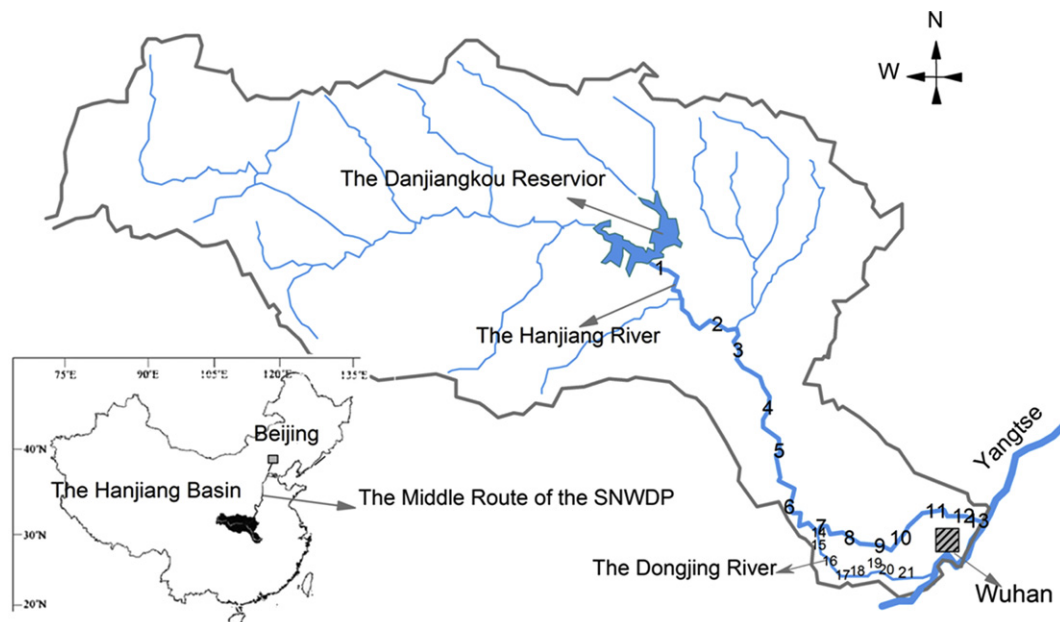 N
W
The Danjiangkou Reservior
1
The Hanjiang River
2
3
4
5
6
7
8
9
10
11
12
13
14
15
16
17
18
19
20
21
The Dongjing River
Yangtse
Wuhan
75°E
90°E
105°E
120°E
135°E
40°N
30°N
20°N
Beijing
The Hanjiang Basin
The Middle Route of the SNWDP